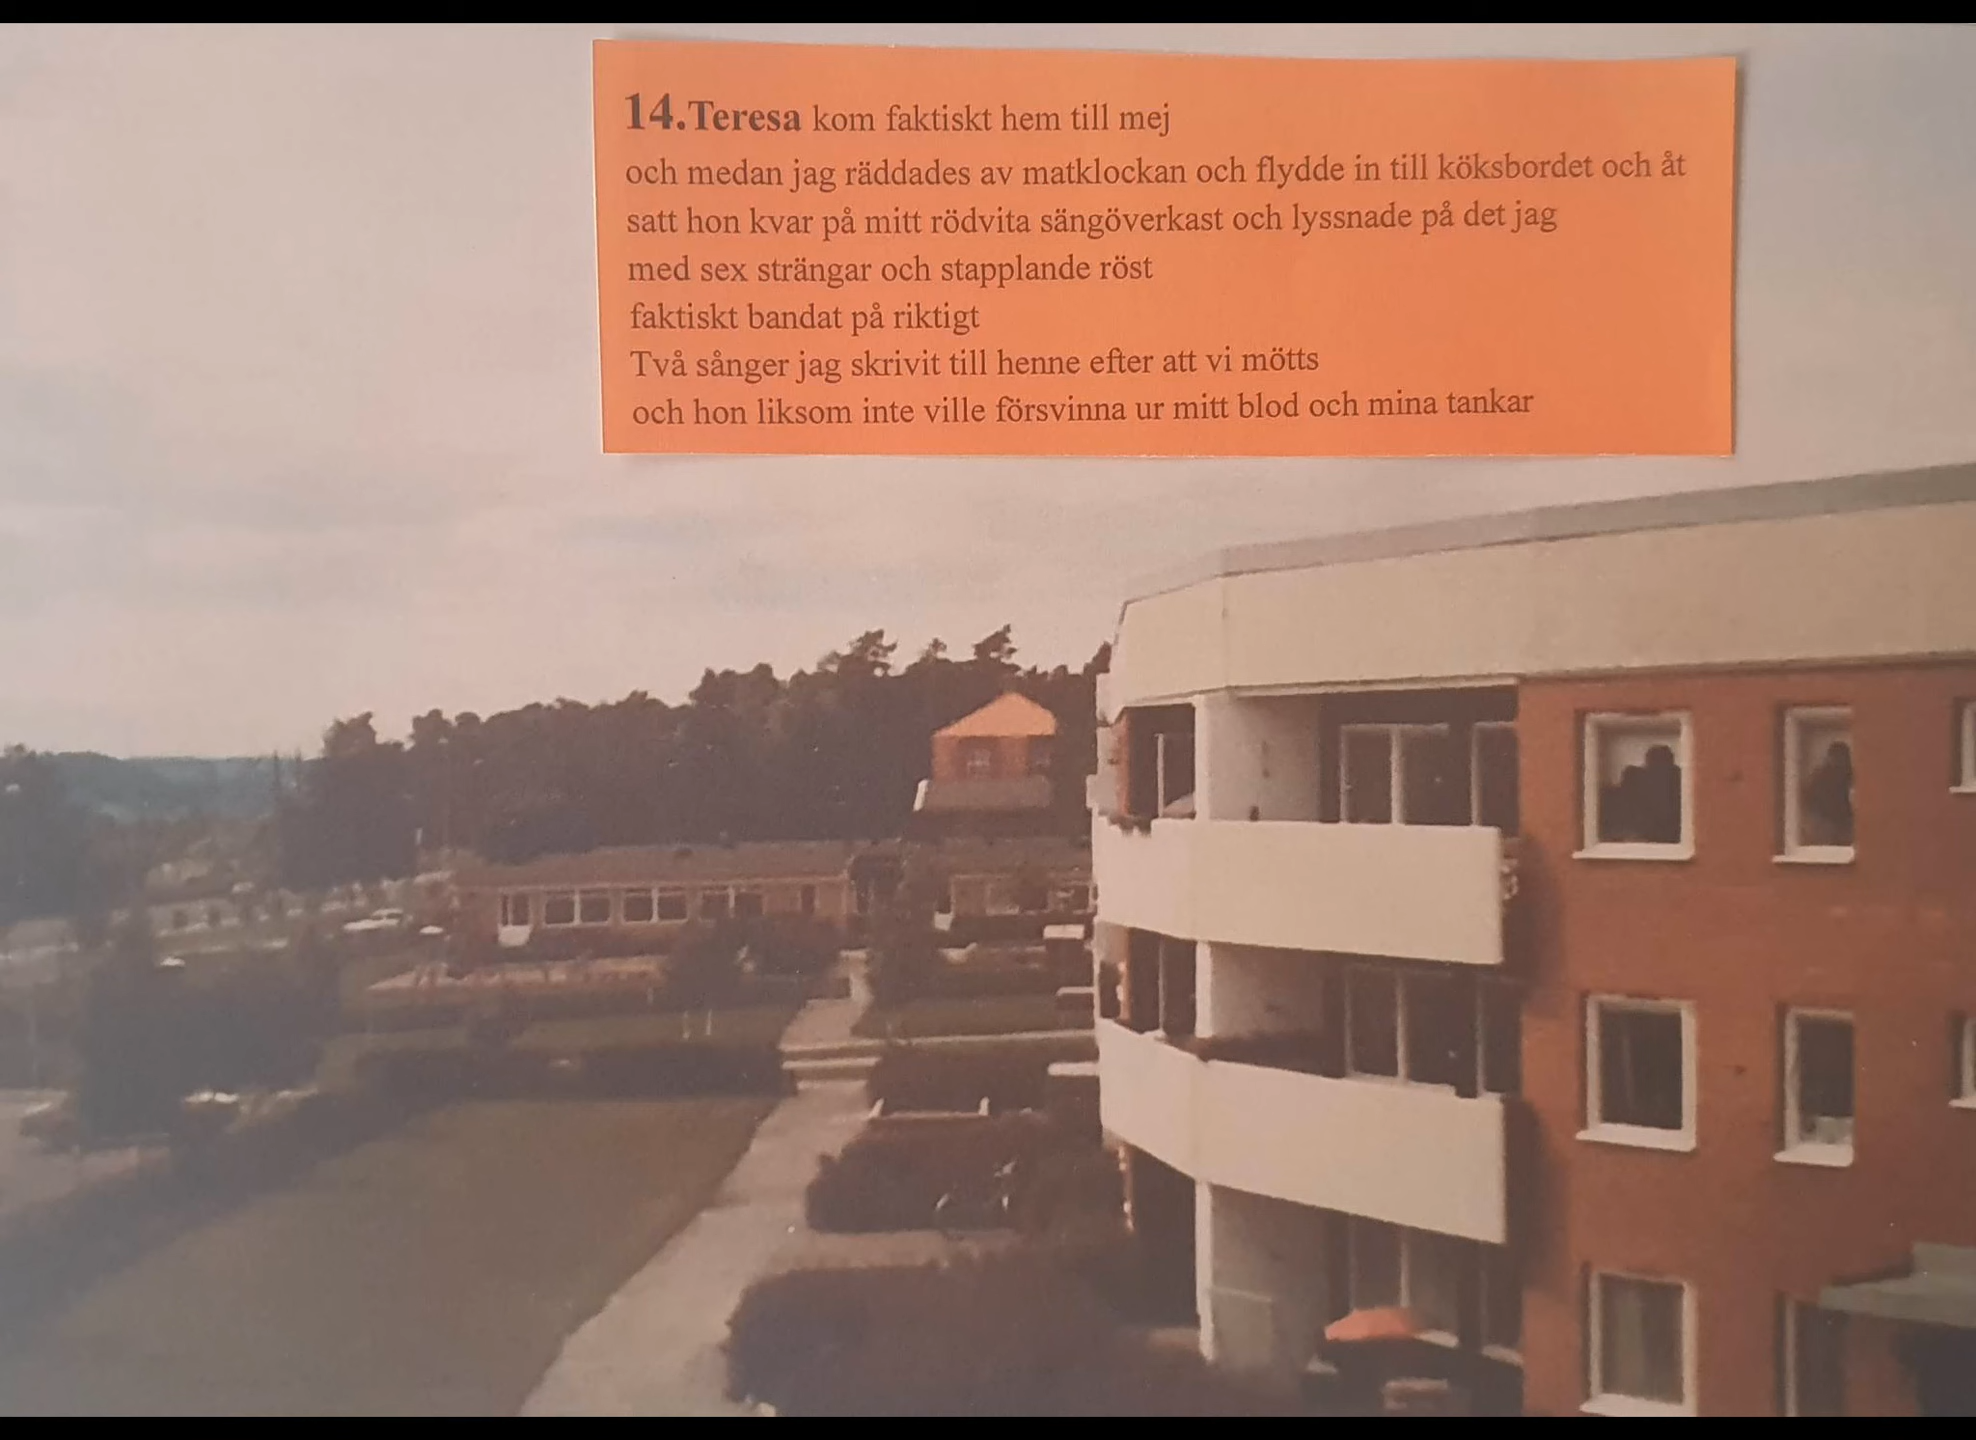 14.Teresa kom faktiskt hem till mej
och medan jag räddades av matklockan och flydde in till köksbordet och åt
satt hon kvar på mitt rödvita sängöverkast och lyssnade på det jag
med sex strängar och stapplande röst
faktiskt bandat på riktigt
Två sånger jag skrivit till henne efter att vi mötts
och hon liksom inte ville försvinna ur mitt blod och mina tankar